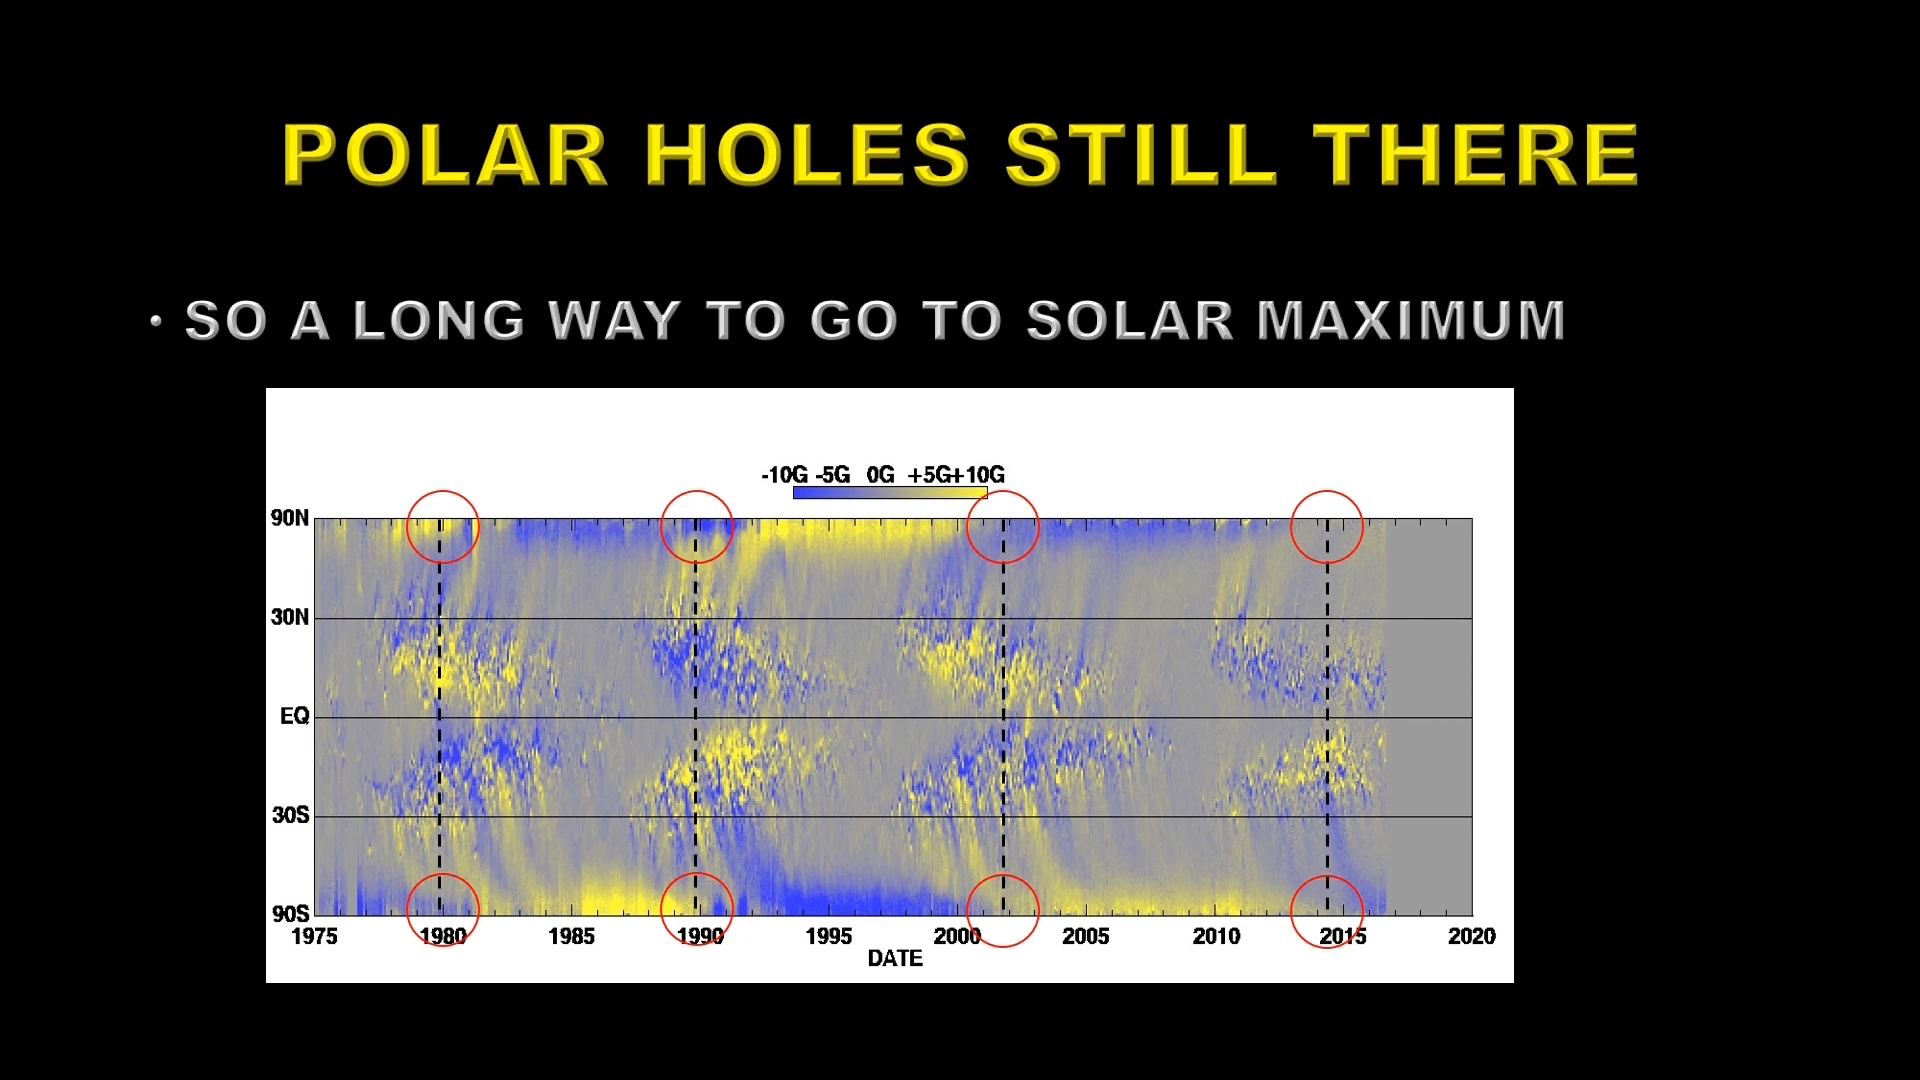 POLAR HOLES STILL THERE
• SO A LONG WAY TO GO TO SOLAR MAXIMUM
-10G -5G 0G +5G+10G
90N
30N
EQ
30S
90S
1975 1980 1985 1990 1995 2000 2005 2010 2015 2020
DATE